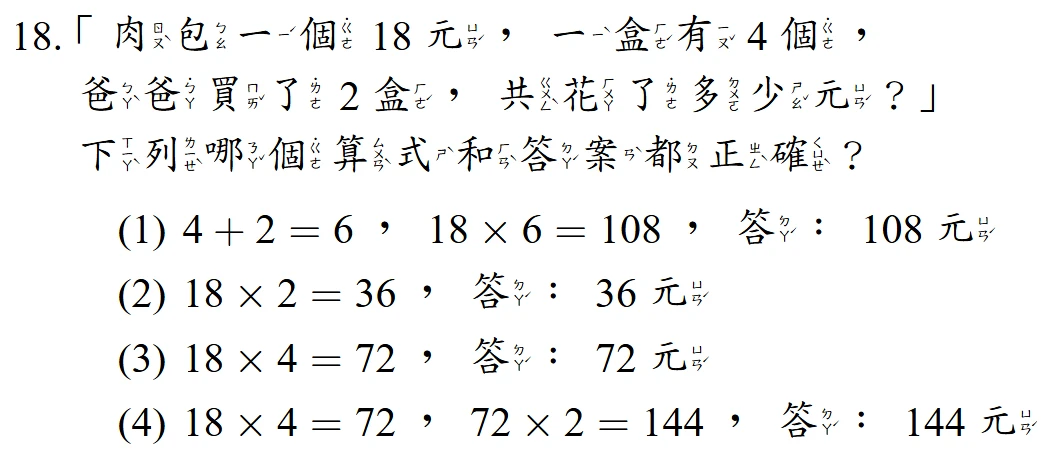 18.「肉包一個 18 元，一盒有 4 個，
爸爸買了 2 盒，共花了多少元？」
下列哪個算式和答案都正確？
(1) 4 + 2 = 6，18 × 6 = 108，答：108 元
(2) 18 × 2 = 36，答：36 元
(3) 18 × 4 = 72，答：72 元
(4) 18 × 4 = 72，72 × 2 = 144，答：144 元